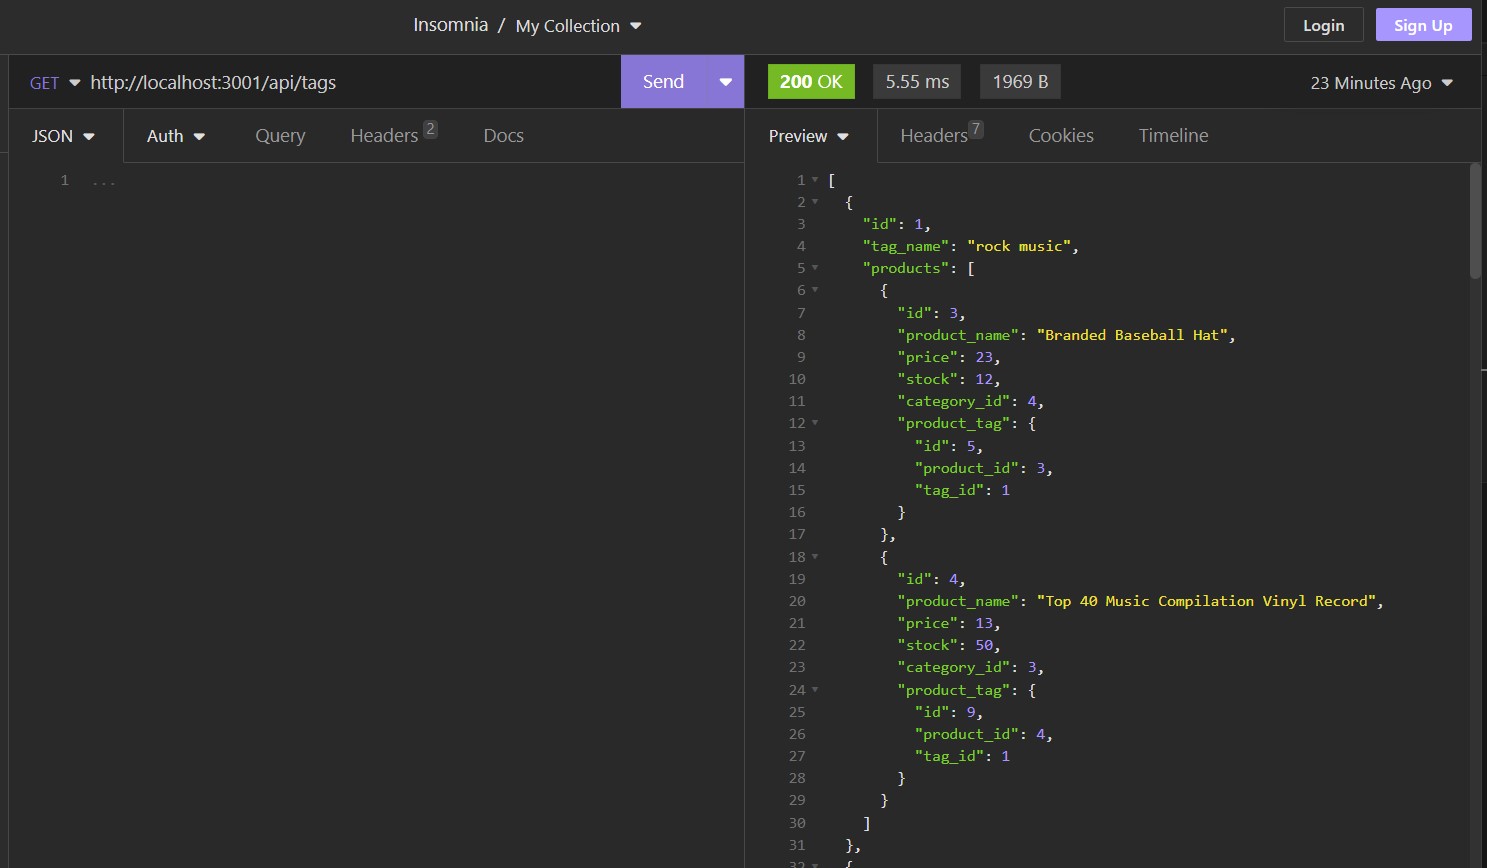 Insomnia / My Collection
Login
Sign Up
GET http://localhost:3001/api/tags
Send
200 OK
5.55 ms
1969 B
23 Minutes Ago
JSON
Auth
Query
Headers 2
Docs
Preview
Headers 7
Cookies
Timeline
1 ...
1 [
2 {
3 "id": 1,
4 "tag_name": "rock music",
5 "products": [
6 {
7 "id": 3,
8 "product_name": "Branded Baseball Hat",
9 "price": 23,
10 "stock": 12,
11 "category_id": 4,
12 "product_tag": {
13 "id": 5,
14 "product_id": 3,
15 "tag_id": 1
16 }
17 },
18 {
19 "id": 4,
20 "product_name": "Top 40 Music Compilation Vinyl Record",
21 "price": 13,
22 "stock": 50,
23 "category_id": 3,
24 "product_tag": {
25 "id": 9,
26 "product_id": 4,
27 "tag_id": 1
28 }
29 }
30 ]
31 },
32 {